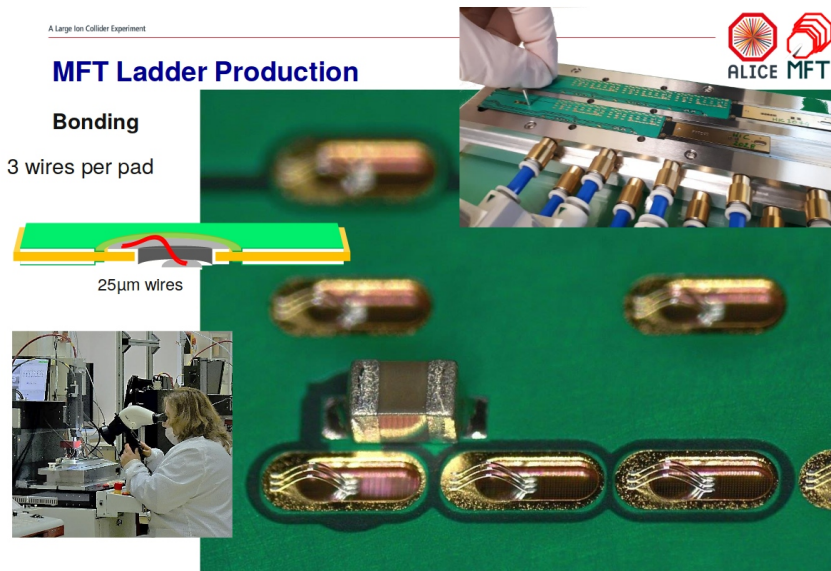 A Large Ion Collider Experiment
ALICE MFT
MFT Ladder Production
Bonding
3 wires per pad
25µm wires